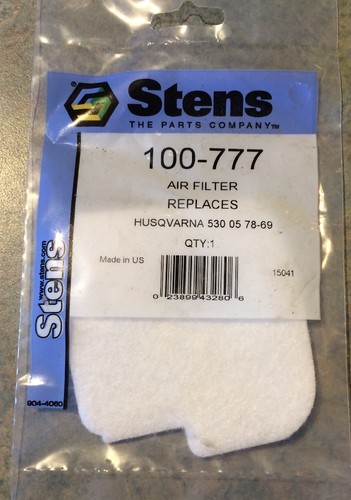 Stens
THE PARTS COMPANY™
100-777
AIR FILTER
REPLACES
HUSQVARNA 530 05 78-69
QTY:1
Made in US
15041
0 23899 43280 6
www.stens.com
Stens
904-4060